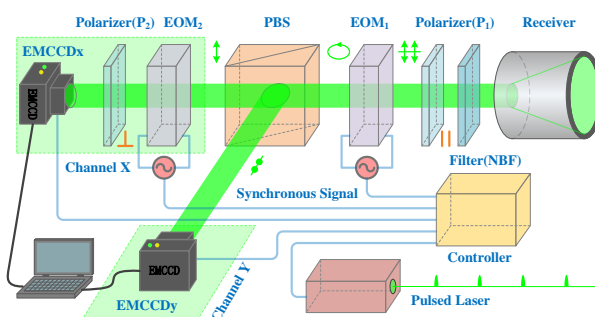 Polarizer(P2) EOM2 PBS EOM1 Polarizer(P1) Receiver
EMCCDx
EMCCD
⊥
||
Channel X
Filter(NBF)
Synchronous Signal
Controller
EMCCD
Channel Y
EMCCDy
Pulsed Laser